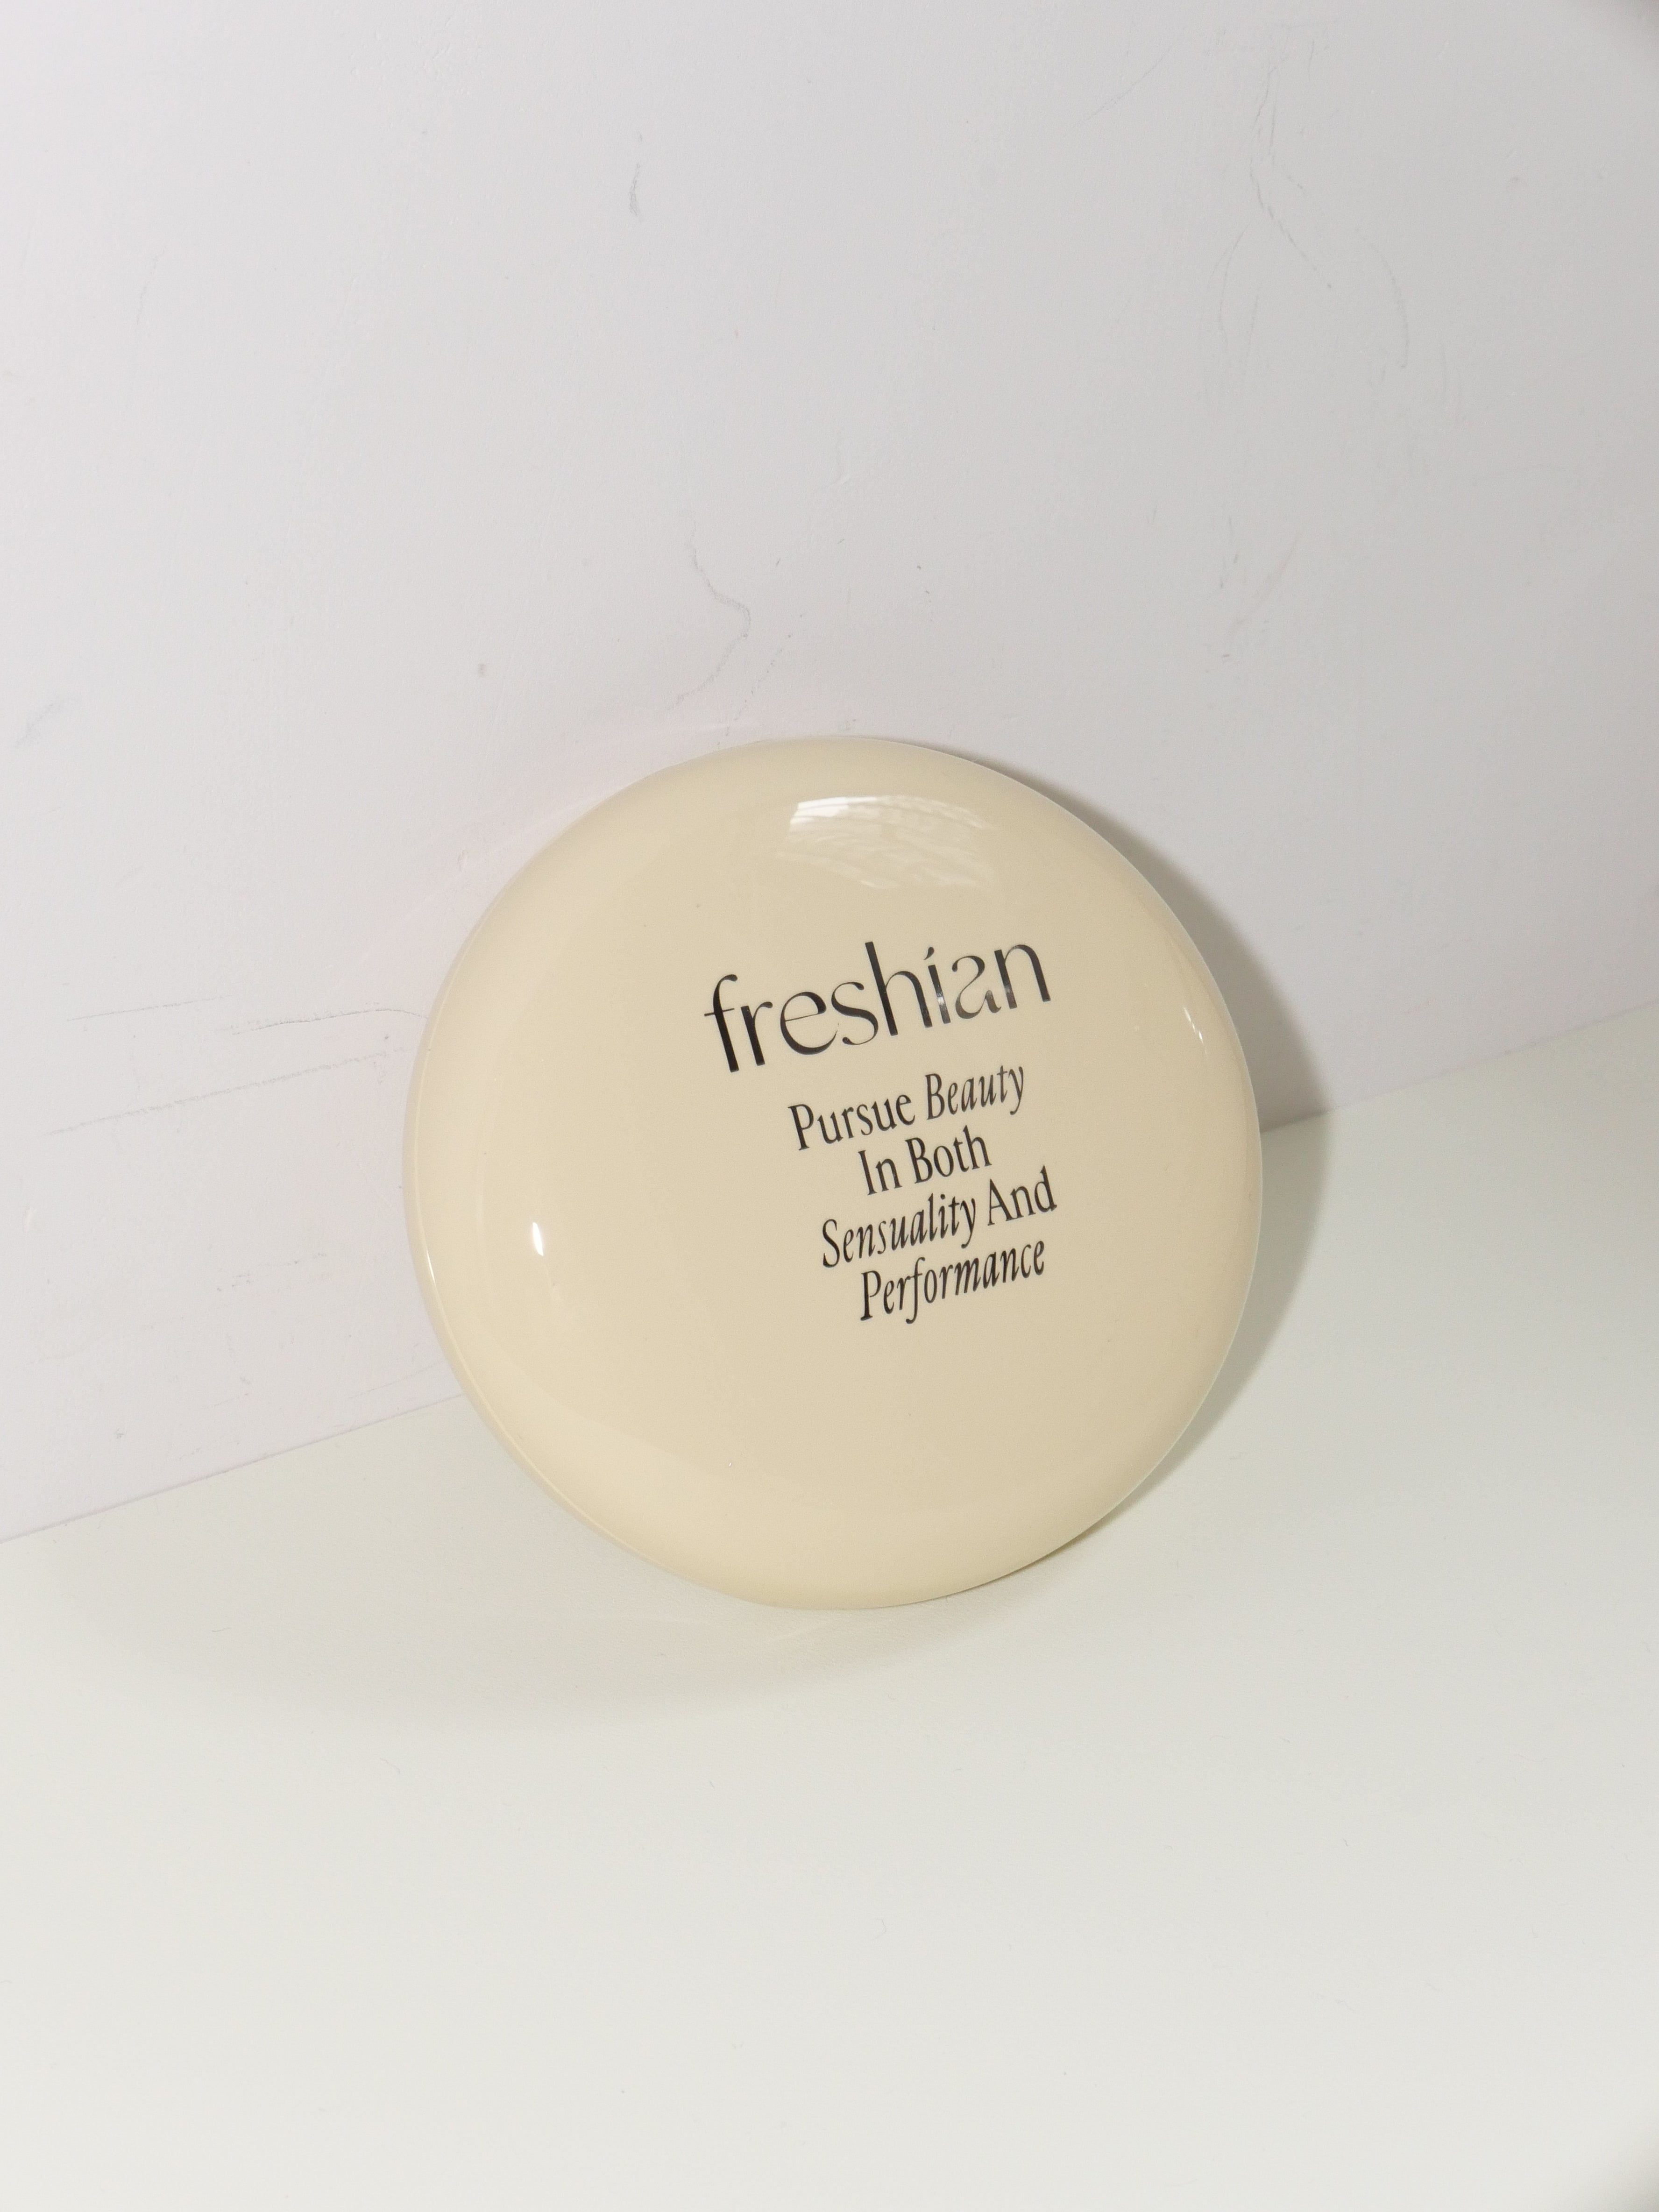 freshian
Pursue Beauty
In Both
Sensuality And
Performance